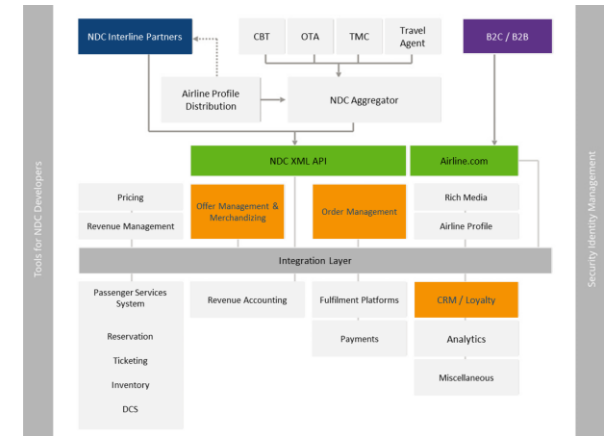 NDC Interline Partners
CBT
OTA
TMC
Travel
Agent
B2C / B2B
Airline Profile
Distribution
NDC Aggregator
NDC XML API
Airline.com
Pricing
Revenue Management
Offer Management &
Merchandizing
Order Management
Rich Media
Airline Profile
Integration Layer
Passenger Services
System
Reservation
Ticketing
Inventory
DCS
Revenue Accounting
Fulfilment Platforms
Payments
CRM / Loyalty
Analytics
Miscellaneous
Tools for NDC Developers
Security Identity Management